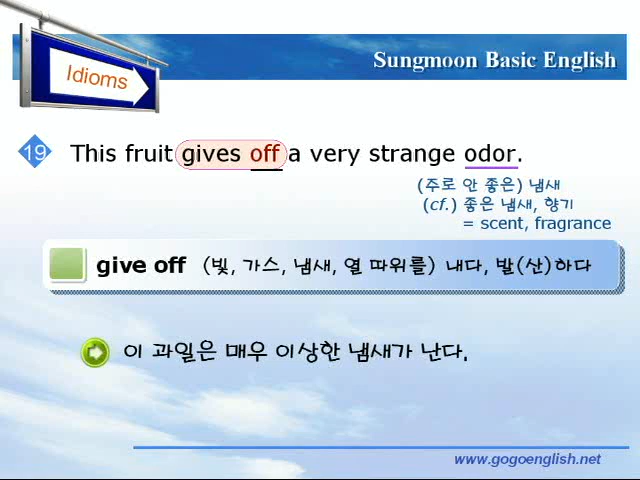 Sungmoon Basic English
Idioms
19 This fruit gives off a very strange odor.
(주로 안 좋은) 냄새
(cf.) 좋은 냄새, 향기
= scent, fragrance
give off (빛, 가스, 냄새, 열 따위를) 내다, 발(산)하다
이 과일은 매우 이상한 냄새가 난다.
www.gogoenglish.net